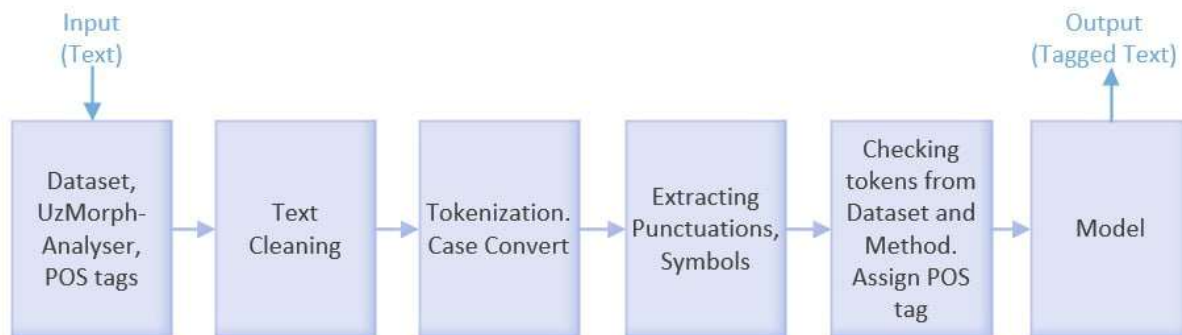 Input
(Text)
Output
(Tagged Text)
Dataset,
UzMorph-
Analyser,
POS tags
Text
Cleaning
Tokenization.
Case Convert
Extracting
Punctuations,
Symbols
Checking
tokens from
Dataset and
Method.
Assign POS
tag
Model